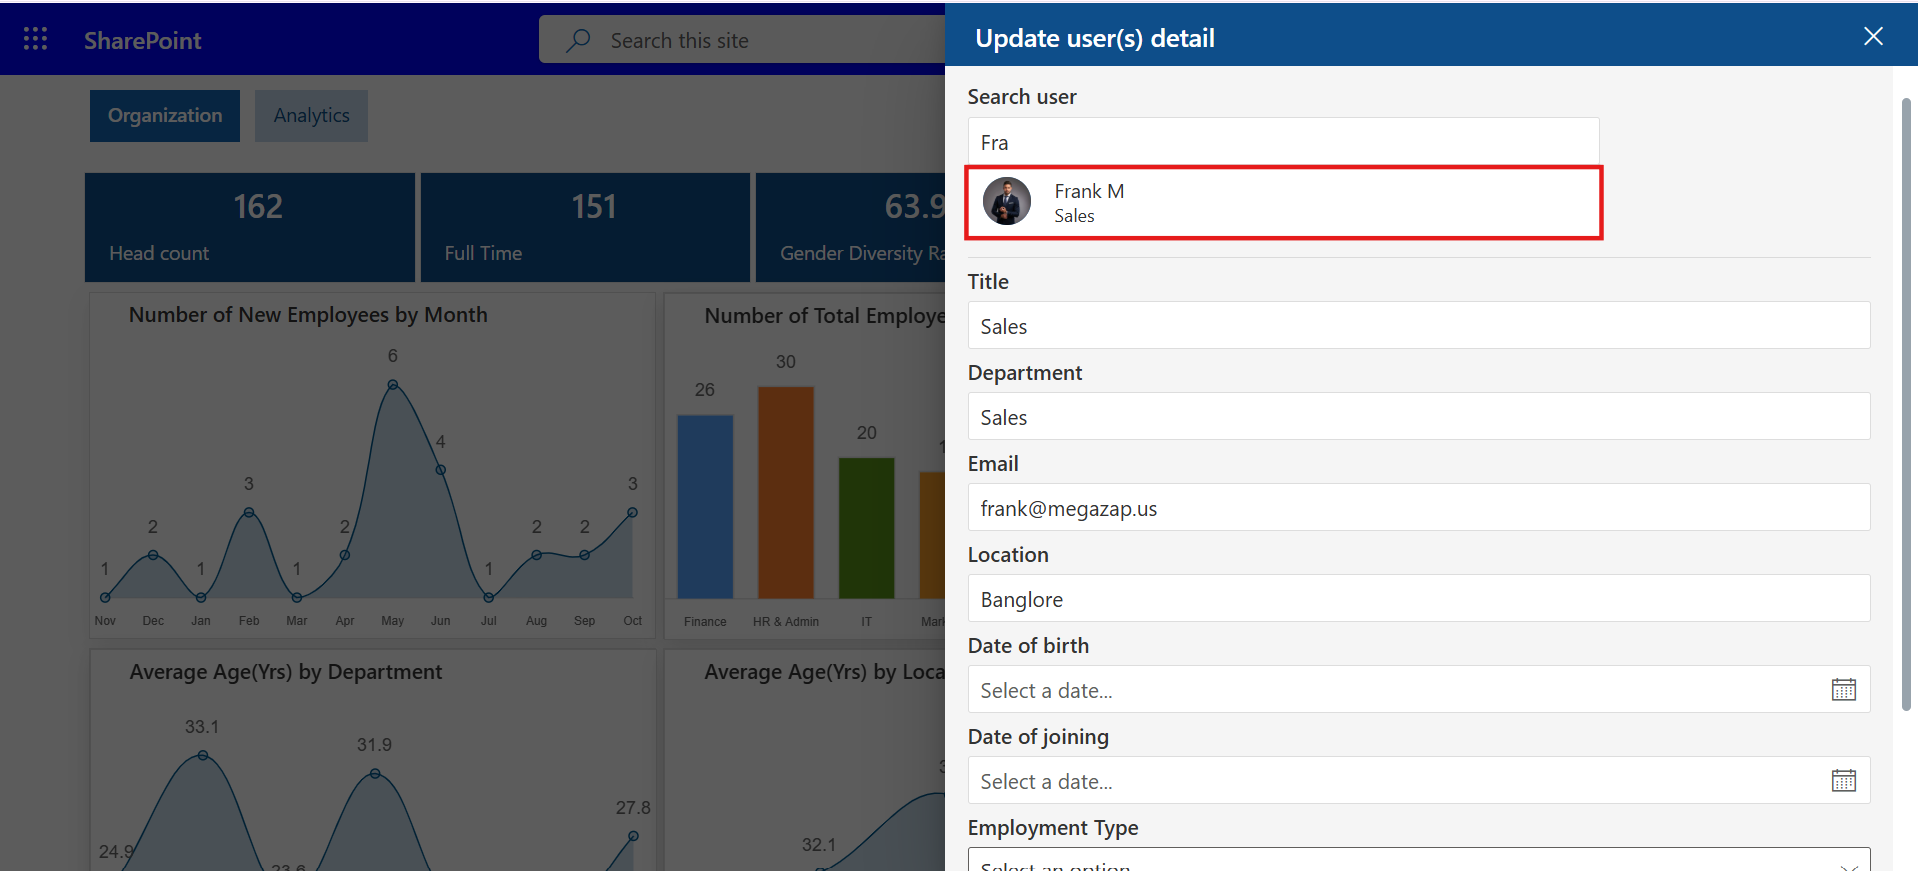 SharePoint
Search this site
Organization
Analytics
162
Head count
151
Full Time
63.9
Gender Diversity Ra
Number of New Employees by Month
6
4
3
3
2
2
2
2
1
1
1
1
Nov Dec Jan Feb Mar Apr May Jun Jul Aug Sep Oct
Number of Total Employe
30
26
20
1
Finance HR & Admin IT Mark
Average Age(Yrs) by Department
33.1
31.9
27.8
24.9
23.6
Average Age(Yrs) by Loca
3
32.1
Update user(s) detail
Search user
Fra
Frank M
Sales
Title
Sales
Department
Sales
Email
frank@megazap.us
Location
Banglore
Date of birth
Select a date...
Date of joining
Select a date...
Employment Type
Select an option